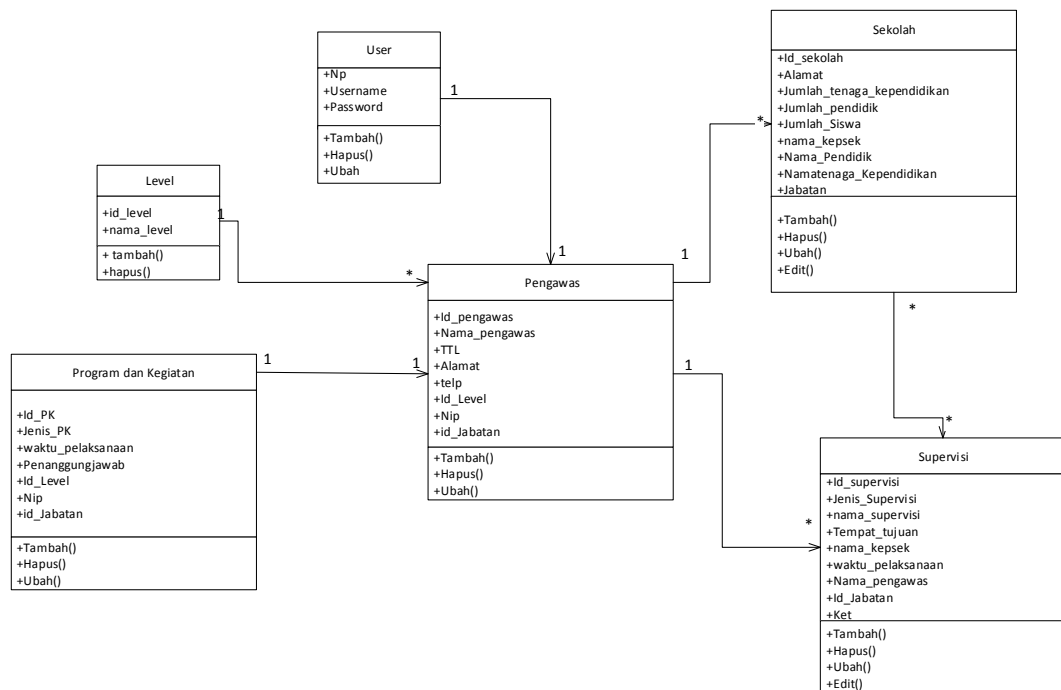 User
+Np
+Username
+Password
+Tambah()
+Hapus()
+Ubah
1
1
Sekolah
+Id_sekolah
+Alamat
+Jumlah_tenaga_kependidikan
+Jumlah_pendidik
+Jumlah_Siswa
+nama_kepsek
+Nama_Pendidik
+Namatenaga_Kependidikan
+Jabatan
+Tambah()
+Hapus()
+Ubah()
+Edit()
Level
+id_level
+nama_level
+ tambah()
+hapus()
1
*
Pengawas
+Id_pengawas
+Nama_pengawas
+TTL
+Alamat
+telp
+Id_Level
+Nip
+id_Jabatan
+Tambah()
+Hapus()
+Ubah()
1
*
1
*
Program dan Kegiatan
+Id_PK
+Jenis_PK
+waktu_pelaksanaan
+Penanggungjawab
+Id_Level
+Nip
+id_Jabatan
+Tambah()
+Hapus()
+Ubah()
1
1
*
*
Supervisi
+Id_supervisi
+Jenis_Supervisi
+nama_supervisi
+Tempat_tujuan
+nama_kepsek
+waktu_pelaksanaan
+Nama_pengawas
+Id_Jabatan
+Ket
+Tambah()
+Hapus()
+Ubah()
+Edit()